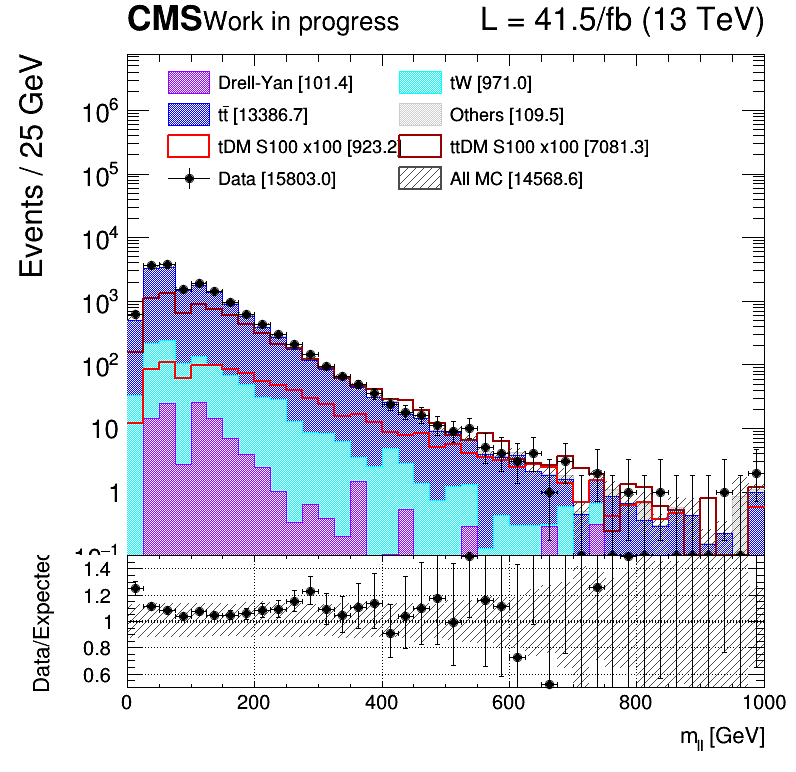 CMS Work in progress L = 41.5/fb (13 TeV)
Events / 25 GeV
Drell-Yan [101.4] tW [971.0]
tt̄ [13386.7] Others [109.5]
tDM S100 x100 [923.2] ttDM S100 x100 [7081.3]
Data [15803.0] All MC [14568.6]
10⁶
10⁵
10⁴
10³
10²
10
1
10⁻¹
Data/Expected
1.4
1.2
1
0.8
0.6
0 200 400 600 800 1000
m_ll [GeV]